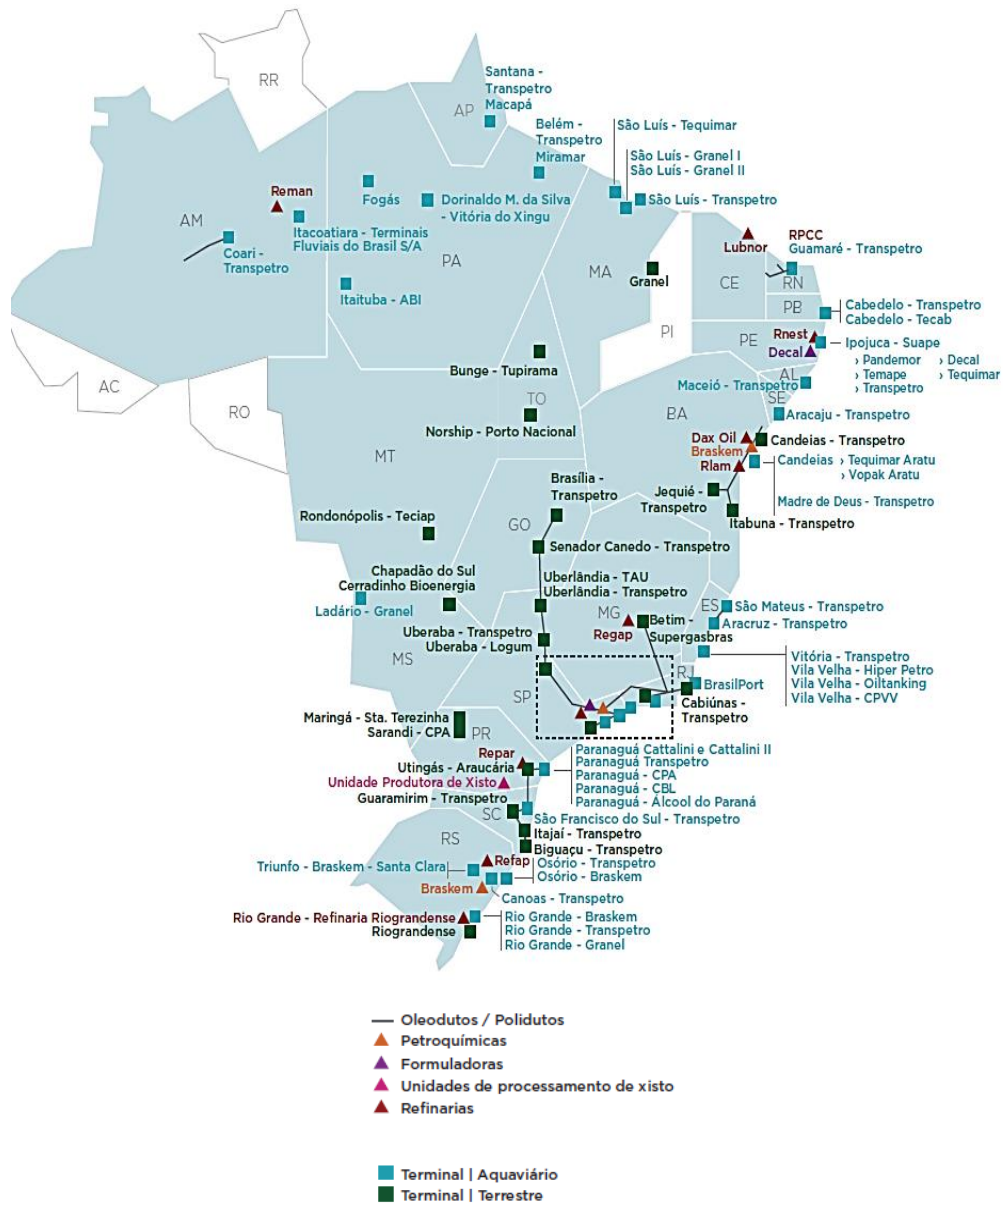 RR
Santana -
Transpetro
Macapá
AP
Belém -
Transpetro
Miramar
São Luís - Tequimar
São Luís - Granel I
São Luís - Granel II
São Luís - Transpetro
Reman
Fogás
Dorinaldo M. da Silva
- Vitória do Xingu
AM
Itacoatiara - Terminais
Fluviais do Brasil S/A
Coari -
Transpetro
PA
Itaituba - ABI
MA
Granel
Lubnor
CE
RPCC
Guamaré - Transpetro
RN
PB
Cabedelo - Transpetro
Cabedelo - Tecab
PI
PE
Rnest
Decal
Ipojuca - Suape
› Pandemor
› Decal
› Temape
› Tequimar
› Transpetro
Bunge - Tupirama
AC
RO
TO
Norship - Porto Nacional
AL
Maceió - Transpetro
SE
BA
Aracaju - Transpetro
Dax Oil
Candeias - Transpetro
Braskem
Rlam
Candeias
› Tequimar Aratu
› Vopak Aratu
Madre de Deus - Transpetro
MT
Brasília -
Transpetro
Jequié -
Transpetro
Itabuna - Transpetro
Rondonópolis - Teciap
GO
Senador Canedo - Transpetro
Chapadão do Sul
Cerradinho Bioenergia
Ladário - Granel
Uberlândia - TAU
Uberlândia - Transpetro
MG
Regap
Betim -
Supergasbras
ES
São Mateus - Transpetro
Aracruz - Transpetro
Uberaba - Transpetro
Uberaba - Logum
MS
Vitória - Transpetro
Vila Velha - Hiper Petro
Vila Velha - Oiltanking
Vila Velha - CPVV
RJ
BrasilPort
SP
Cabiúnas -
Transpetro
Maringá - Sta. Terezinha
Sarandi - CPA
PR
Repar
Utingás - Araucária
Unidade Produtora de Xisto
Guaramirim - Transpetro
Paranaguá Cattalini e Cattalini II
Paranaguá Transpetro
Paranaguá - CPA
Paranaguá - CBL
Paranaguá - Álcool do Paraná
SC
São Francisco do Sul - Transpetro
Itajaí - Transpetro
Biguaçu - Transpetro
RS
Refap
Triunfo - Braskem - Santa Clara
Osório - Transpetro
Osório - Braskem
Braskem
Canoas - Transpetro
Rio Grande - Refinaria Riograndense
Riograndense
Rio Grande - Braskem
Rio Grande - Transpetro
Rio Grande - Granel
Oleodutos / Polidutos
Petroquímicas
Formuladoras
Unidades de processamento de xisto
Refinarias
Terminal | Aquaviário
Terminal | Terrestre